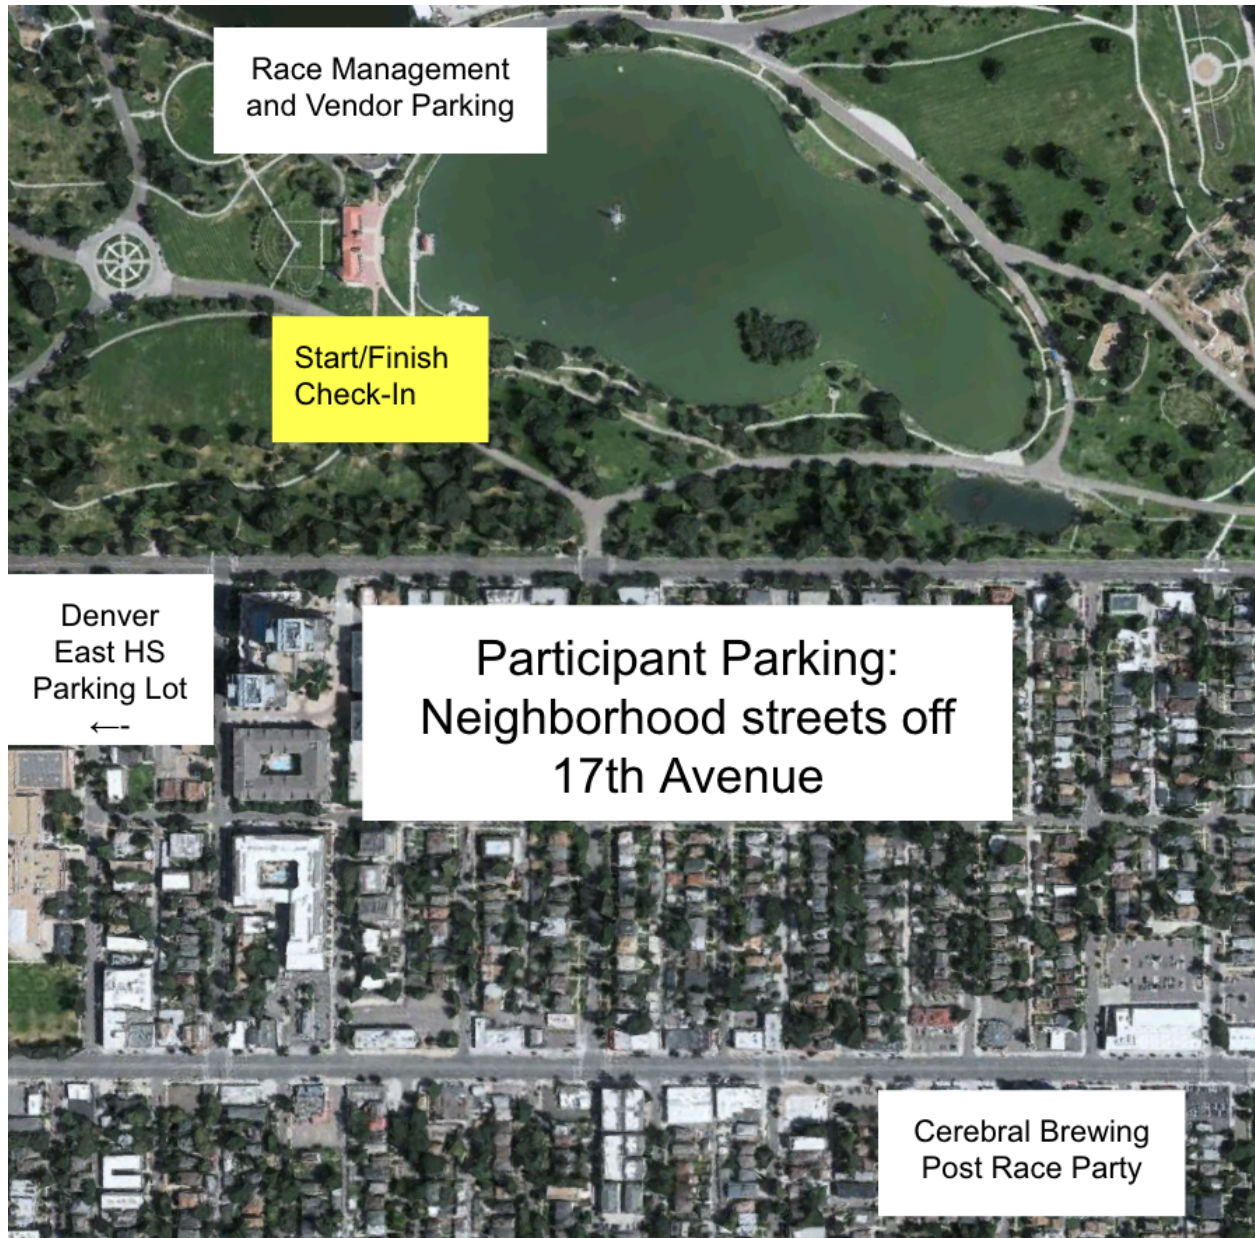 Race Management
and Vendor Parking
Start/Finish
Check-In
Denver
East HS
Parking Lot
←-
Participant Parking:
Neighborhood streets off
17th Avenue
Cerebral Brewing
Post Race Party